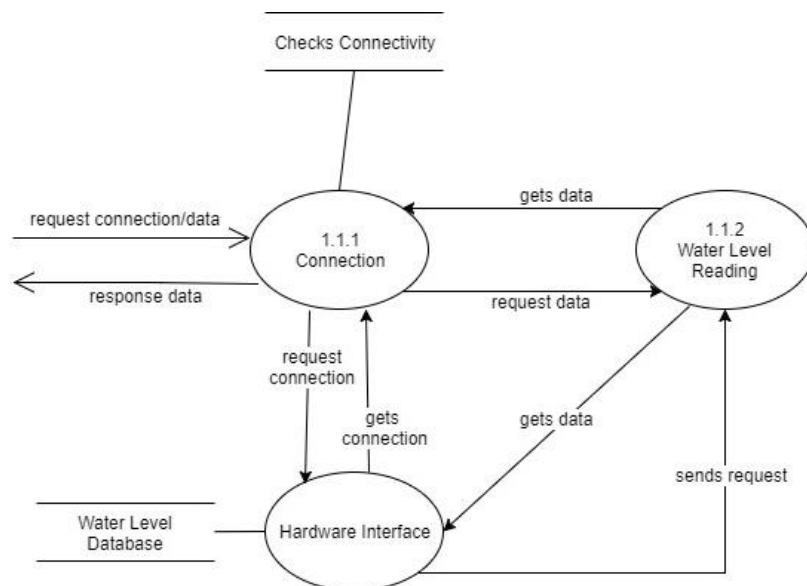 Checks Connectivity
request connection/data
response data
1.1.1
Connection
gets data
request data
1.1.2
Water Level
Reading
request
connection
gets
connection
gets data
sends request
Water Level
Database
Hardware Interface